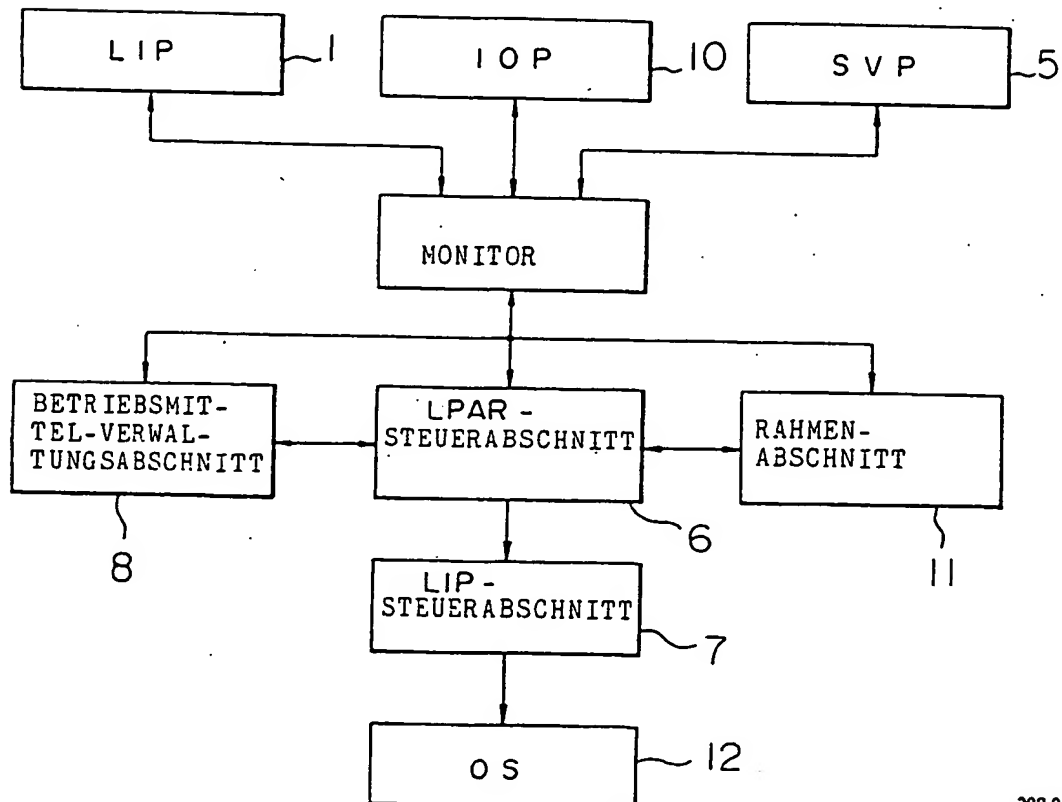 LIP 1
IOP 10
SVP 5
MONITOR
BETRIEBSMIT-
TEL-VERWAL-
TUNGSABSCHNITT
8
LPAR-
STEUERABSCHNITT
6
RAHMEN-
ABSCHNITT
11
LIP-
STEUERABSCHNITT
7
OS 12